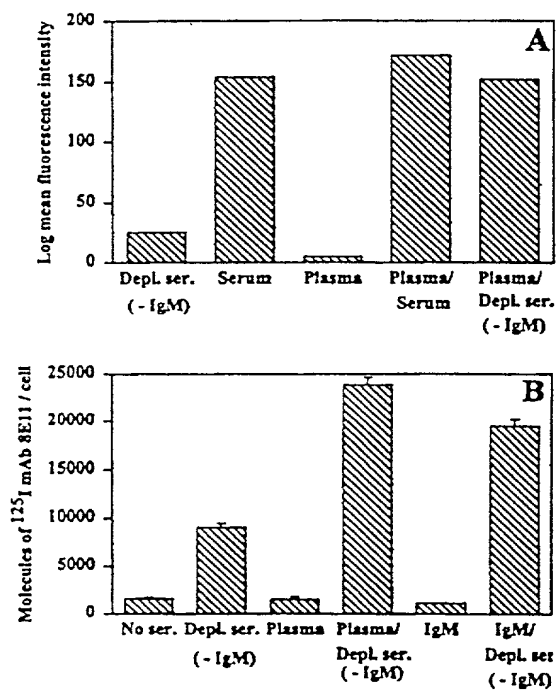 A
Log mean fluorescence intensity
200
150
100
50
0
Depl. ser. Serum Plasma Plasma/ Plasma/
(- IgM) Serum Depl. ser.
(- IgM)
B
Molecules of 125I mAb 8E11 / cell
25000
20000
15000
10000
5000
0
No ser. Depl. ser. Plasma Plasma/ IgM IgM/
(- IgM) Depl. ser. Depl. ser
(- IgM) (- IgM)